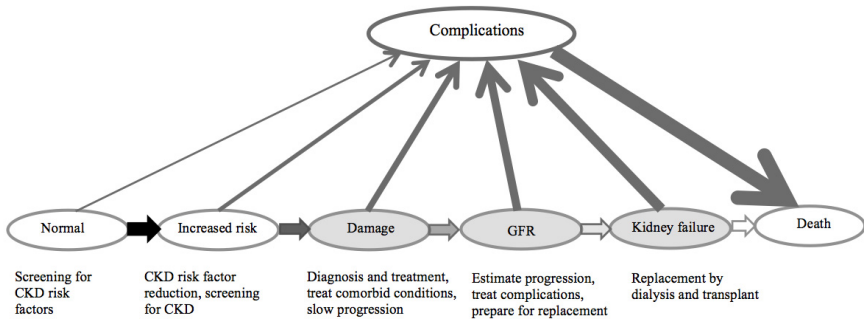 Complications
Normal
Increased risk
Damage
GFR
Kidney failure
Death
Screening for
CKD risk
factors
CKD risk factor
reduction, screening
for CKD
Diagnosis and treatment,
treat comorbid conditions,
slow progression
Estimate progression,
treat complications,
prepare for replacement
Replacement by
dialysis and transplant